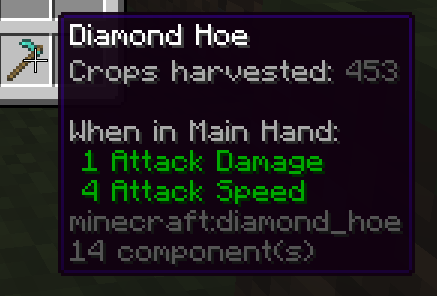 Diamond Hoe
Crops harvested: 453
When in Main Hand:
1 Attack Damage
4 Attack Speed
minecraft:diamond_hoe
14 component(s)